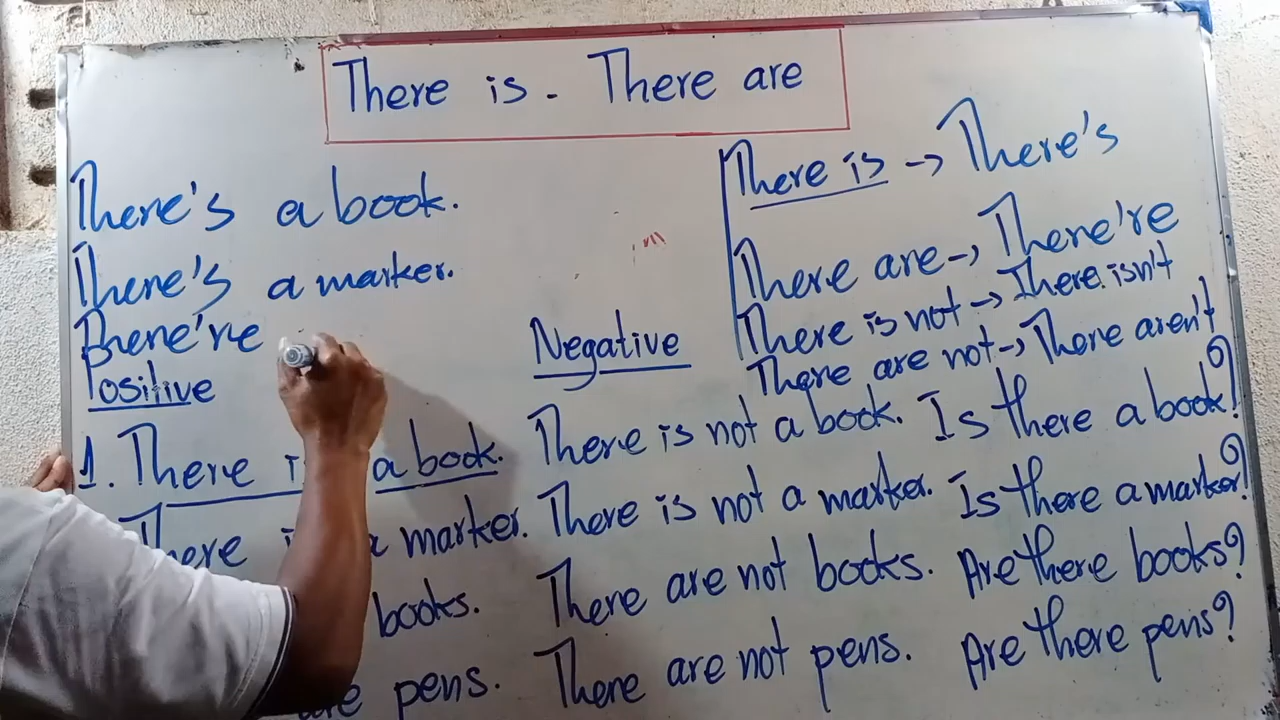 There is. There are
There's a book.
There's a marker.
There're
There is -> There's
There are -> There're
There is not -> There isn't
There are not -> There aren't
Positive
Negative
1. There a book.
There is not a book.
Is there a book?
There marker.
There is not a marker.
Is there a marker?
books.
There are not books.
Are there books?
are pens.
There are not pens.
Are there pens?